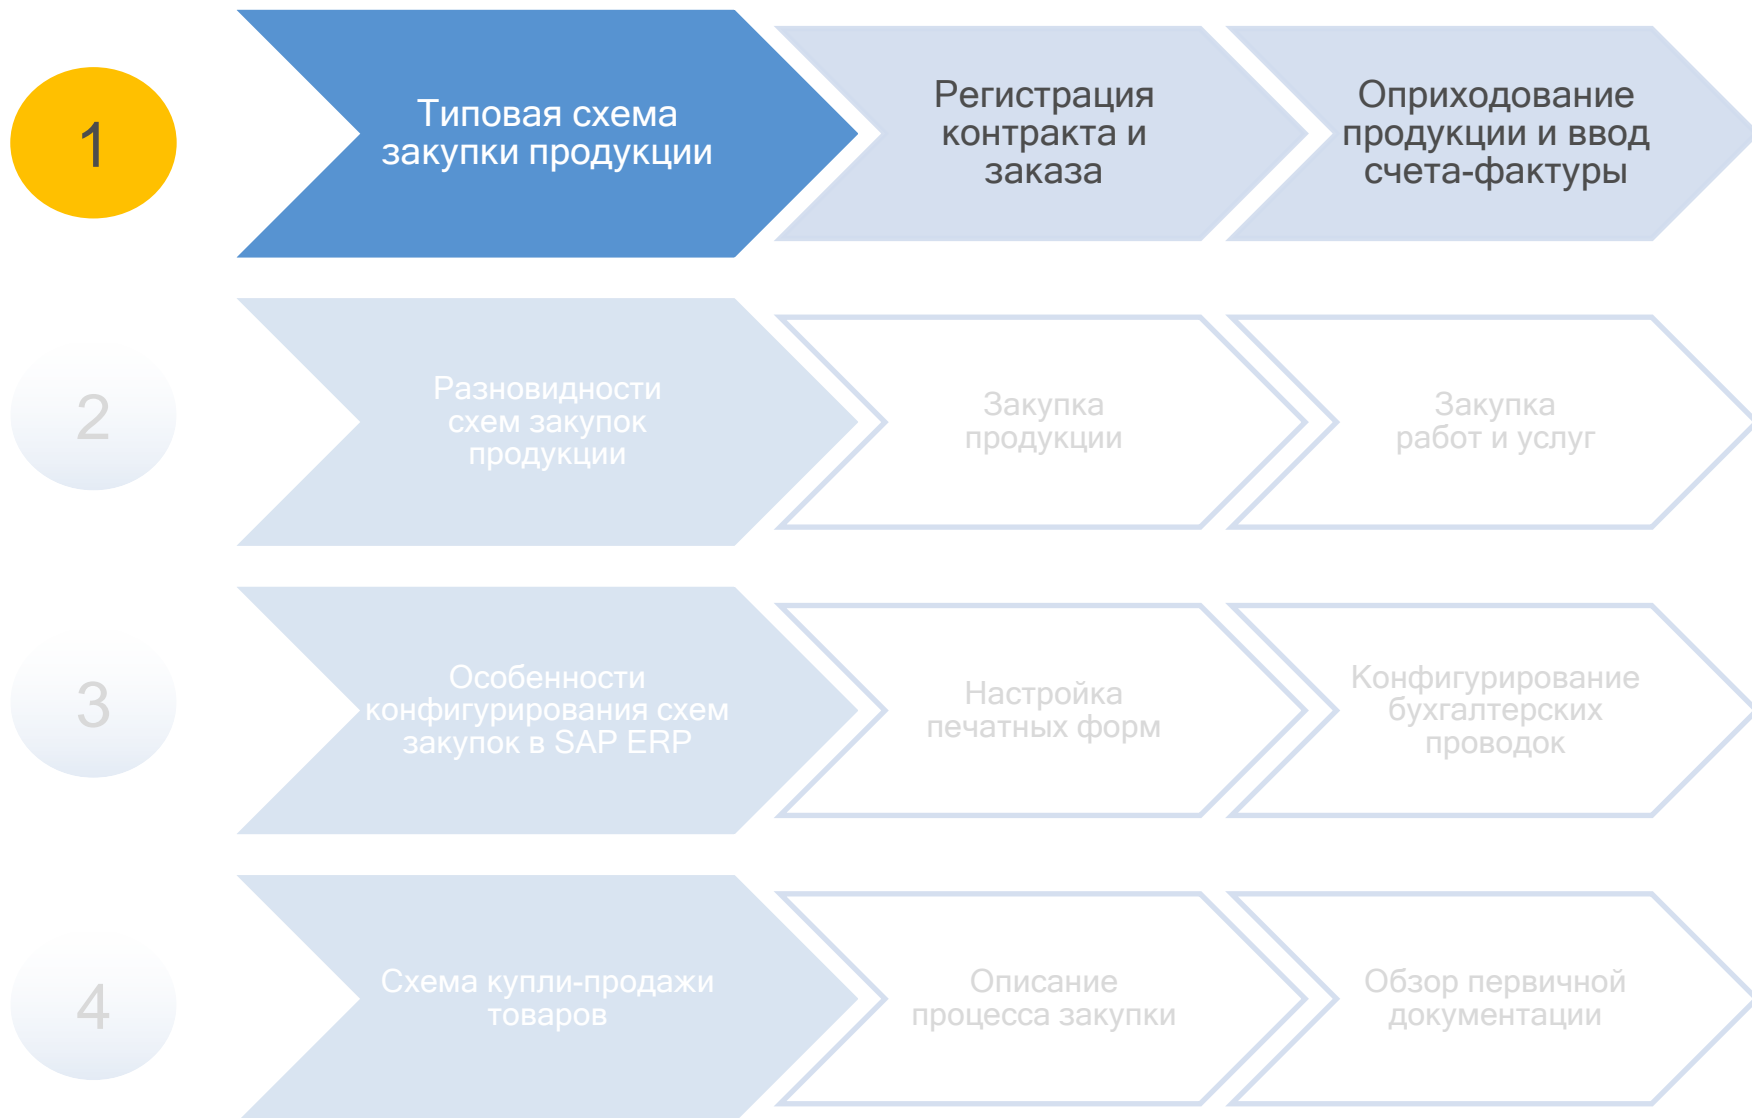 1
Типовая схема
закупки продукции
Регистрация
контракта и
заказа
Оприходование
продукции и ввод
счета-фактуры
2
Разновидности
схем закупок
продукции
Закупка
продукции
Закупка
работ и услуг
3
Особенности
конфигурирования схем
закупок в SAP ERP
Настройка
печатных форм
Конфигурирование
бухгалтерских
проводок
4
Схема купли-продажи
товаров
Описание
процесса закупки
Обзор первичной
документации